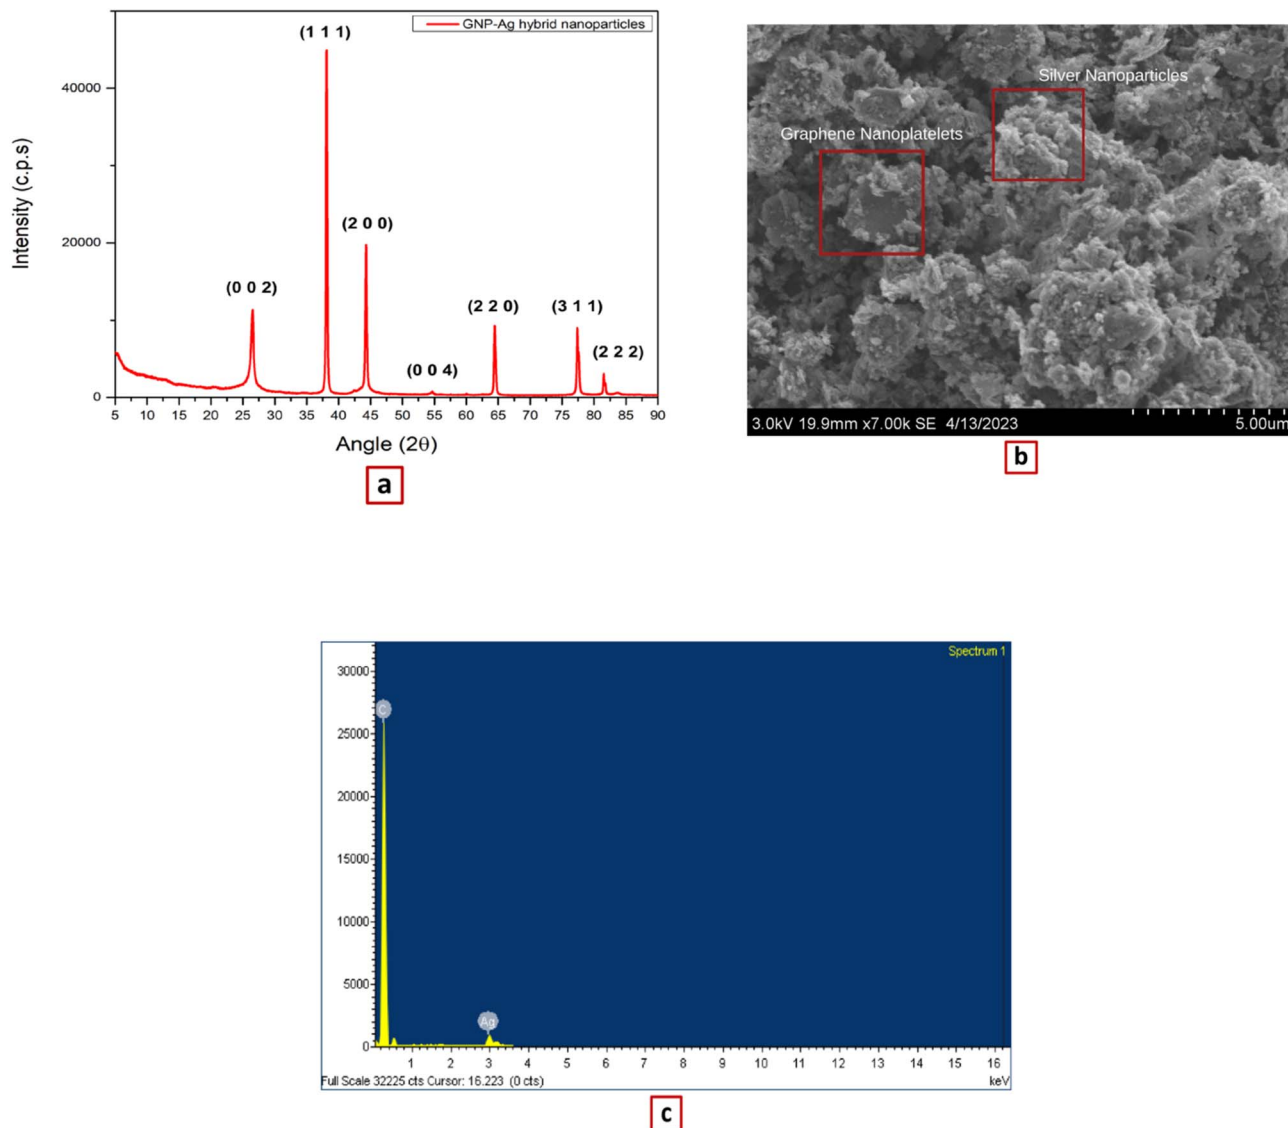 GNP-Ag hybrid nanoparticles
(1 1 1)
40000
Intensity (c.p.s)
(2 0 0)
20000
(0 0 2)
(2 2 0)
(3 1 1)
(0 0 4)
(2 2 2)
0
5 10 15 20 25 30 35 40 45 50 55 60 65 70 75 80 85 90
Angle (2θ)
a
Silver Nanoparticles
Graphene Nanoplatelets
3.0kV 19.9mm x7.00k SE 4/13/2023 5.00um
b
Spectrum 1
30000
C
25000
20000
15000
10000
5000
Ag
0
1 2 3 4 5 6 7 8 9 10 11 12 13 14 15 16
Full Scale 32225 cts Cursor: 16.223 (0 cts) keV
c